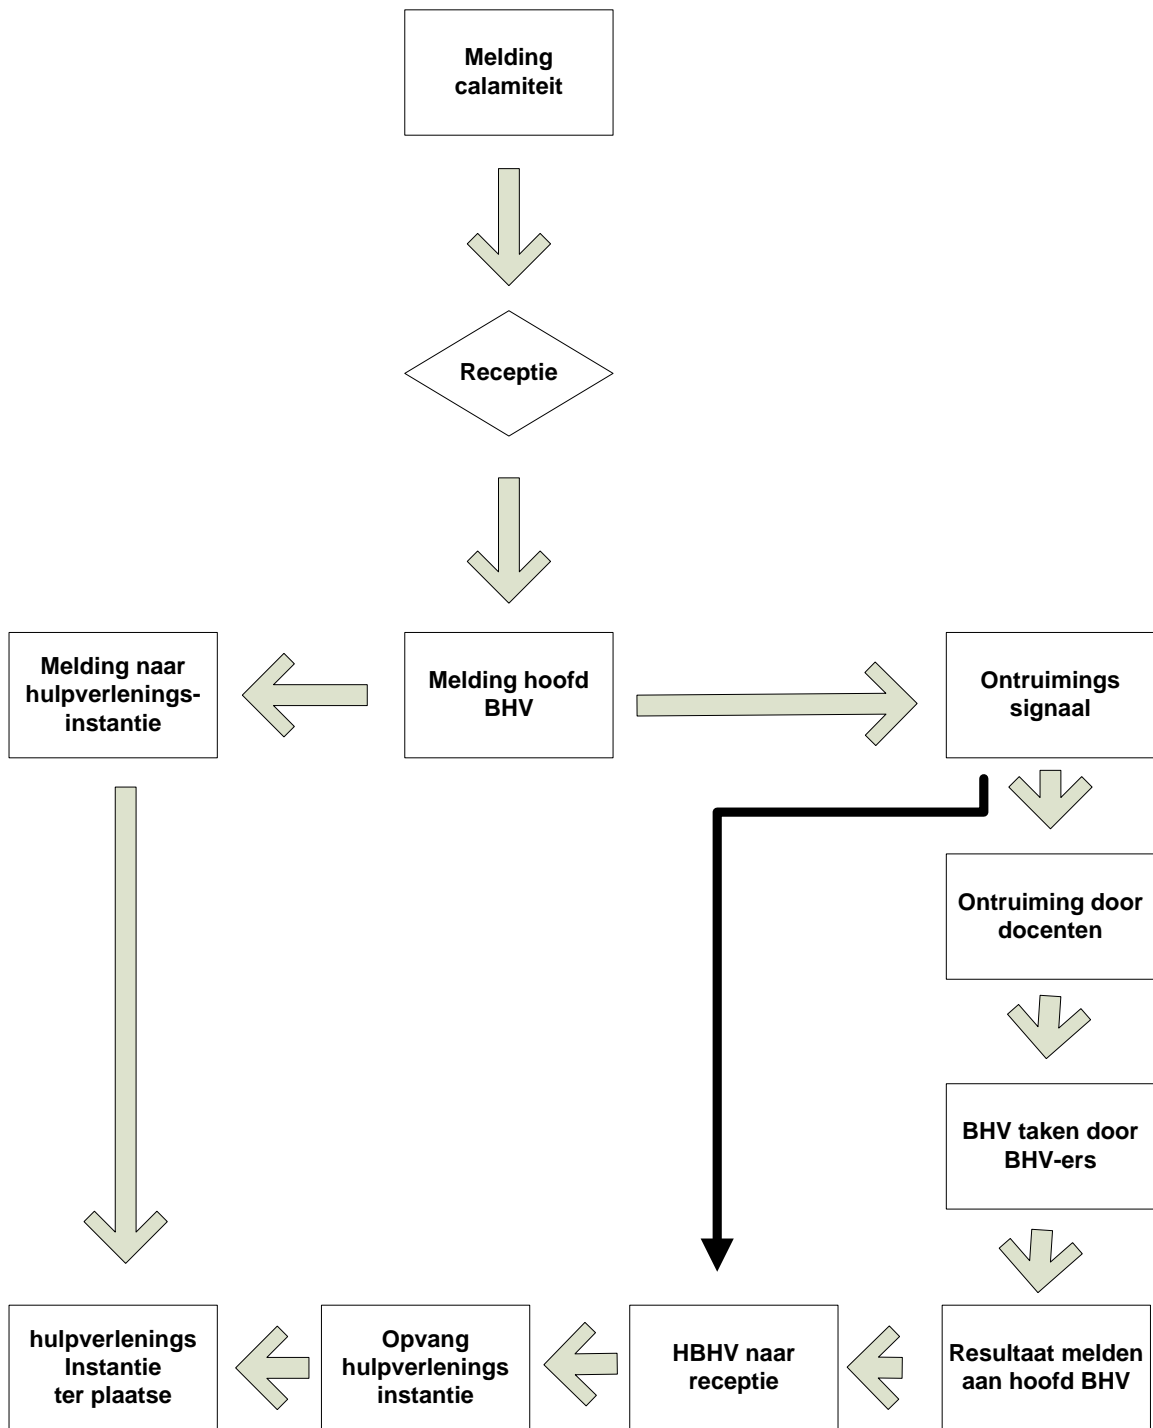 Melding
calamiteit
Receptie
Melding naar
hulpverlenings-
instantie
Melding hoofd
BHV
Ontruimings
signaal
Ontruiming door
docenten
BHV taken door
BHV-ers
hulpverlenings
Instantie
ter plaatse
Opvang
hulpverlenings
instantie
HBHV naar
receptie
Resultaat melden
aan hoofd BHV